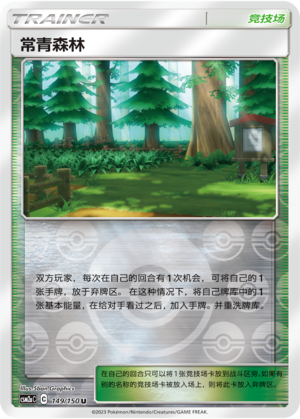 TRAINER
竞技场
常青森林
双方玩家，每次在自己的回合有1次机会，可将自己的1
张手牌，放于弃牌区。在这种情况下，将自己牌库中的1
张基本能量，在给对手看过之后，加入手牌。并重洗牌库。
Illus. Sben Graphics
CSM2aC C 149/150 U
在自己的回合只可以将1张竞技场卡放到战斗区旁。如果有
别的名称的竞技场卡被放入场上，则将此卡放入弃牌区。
©2023 Pokémon/Nintendo/Creatures/GAME FREAK.